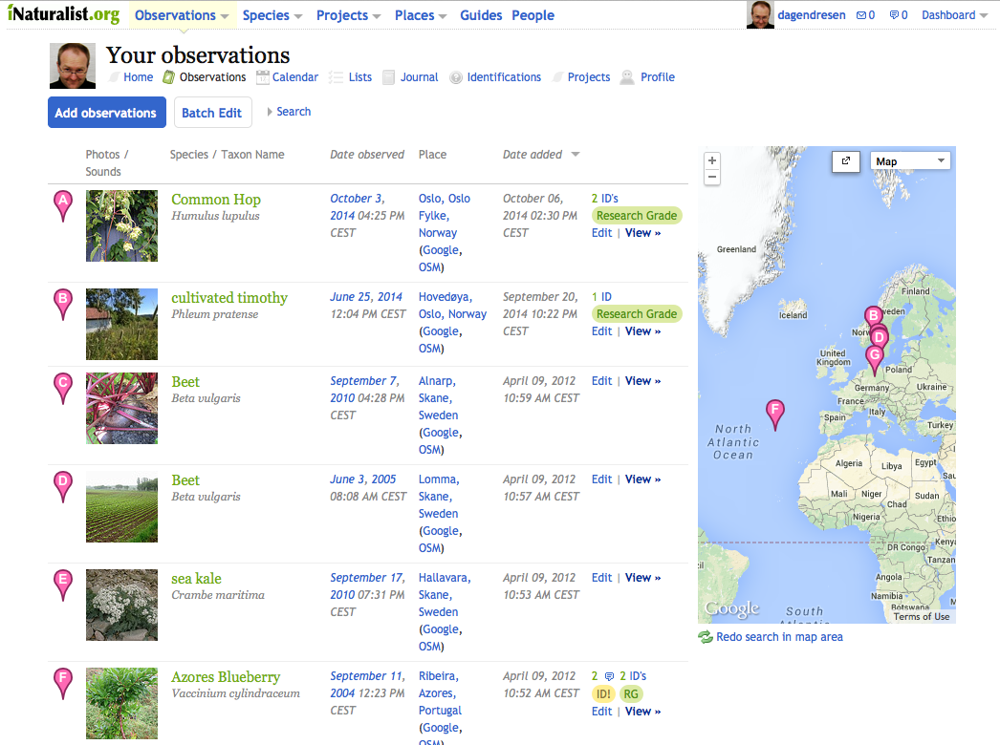 iNaturalist.org Observations Species Projects Places Guides People dagendresen 0 0 Dashboard
Your observations
Home Observations Calendar Lists Journal Identifications Projects Profile
Add observations Batch Edit Search
Photos / Sounds Species / Taxon Name Date observed Place Date added
A
Common Hop
Humulus lupulus
October 3,
2014 04:25 PM
CEST
Oslo, Oslo
Fylke,
Norway
(Google,
OSM)
October 06,
2014 02:30 PM
CEST
2 ID's
Research Grade
Edit | View »
B
cultivated timothy
Phleum pratense
June 25, 2014
12:04 PM CEST
Hovedøya,
Oslo, Norway
(Google,
OSM)
September 20,
2014 10:22 PM
CEST
1 ID
Research Grade
Edit | View »
C
Beet
Beta vulgaris
September 7,
2010 04:28 PM
CEST
Alnarp,
Skane,
Sweden
(Google,
OSM)
April 09, 2012
10:59 AM CEST
Edit | View »
D
Beet
Beta vulgaris
June 3, 2005
08:08 AM CEST
Lomma,
Skane,
Sweden
(Google,
OSM)
April 09, 2012
10:57 AM CEST
Edit | View »
E
sea kale
Crambe maritima
September 17,
2010 07:31 PM
CEST
Hallavara,
Skane,
Sweden
(Google,
OSM)
April 09, 2012
10:53 AM CEST
Edit | View »
F
Azores Blueberry
Vaccinium cylindraceum
September 11,
2004 12:23 PM
CEST
Ribeira,
Azores,
Portugal
(Google,
OSM)
April 09, 2012
10:52 AM CEST
2 2 ID's
ID! RG
Edit | View »
+
−
Map
Greenland
Iceland
Finland
Sweden
B
Norw
D
G
United
Kingdom
Poland
Germany
Ukraine
France
Italy
Spain
Turkey
F
North
Atlantic
Ocean
Algeria
Libya
Egypt
Sau
Mali
Niger
Chad
Sudan
Nigeria
Ethio
DR Congo
Kenya
Tanzan
Angola
Namibia
Botswana
Google
South
Atlantic
Terms of Use
Redo search in map area